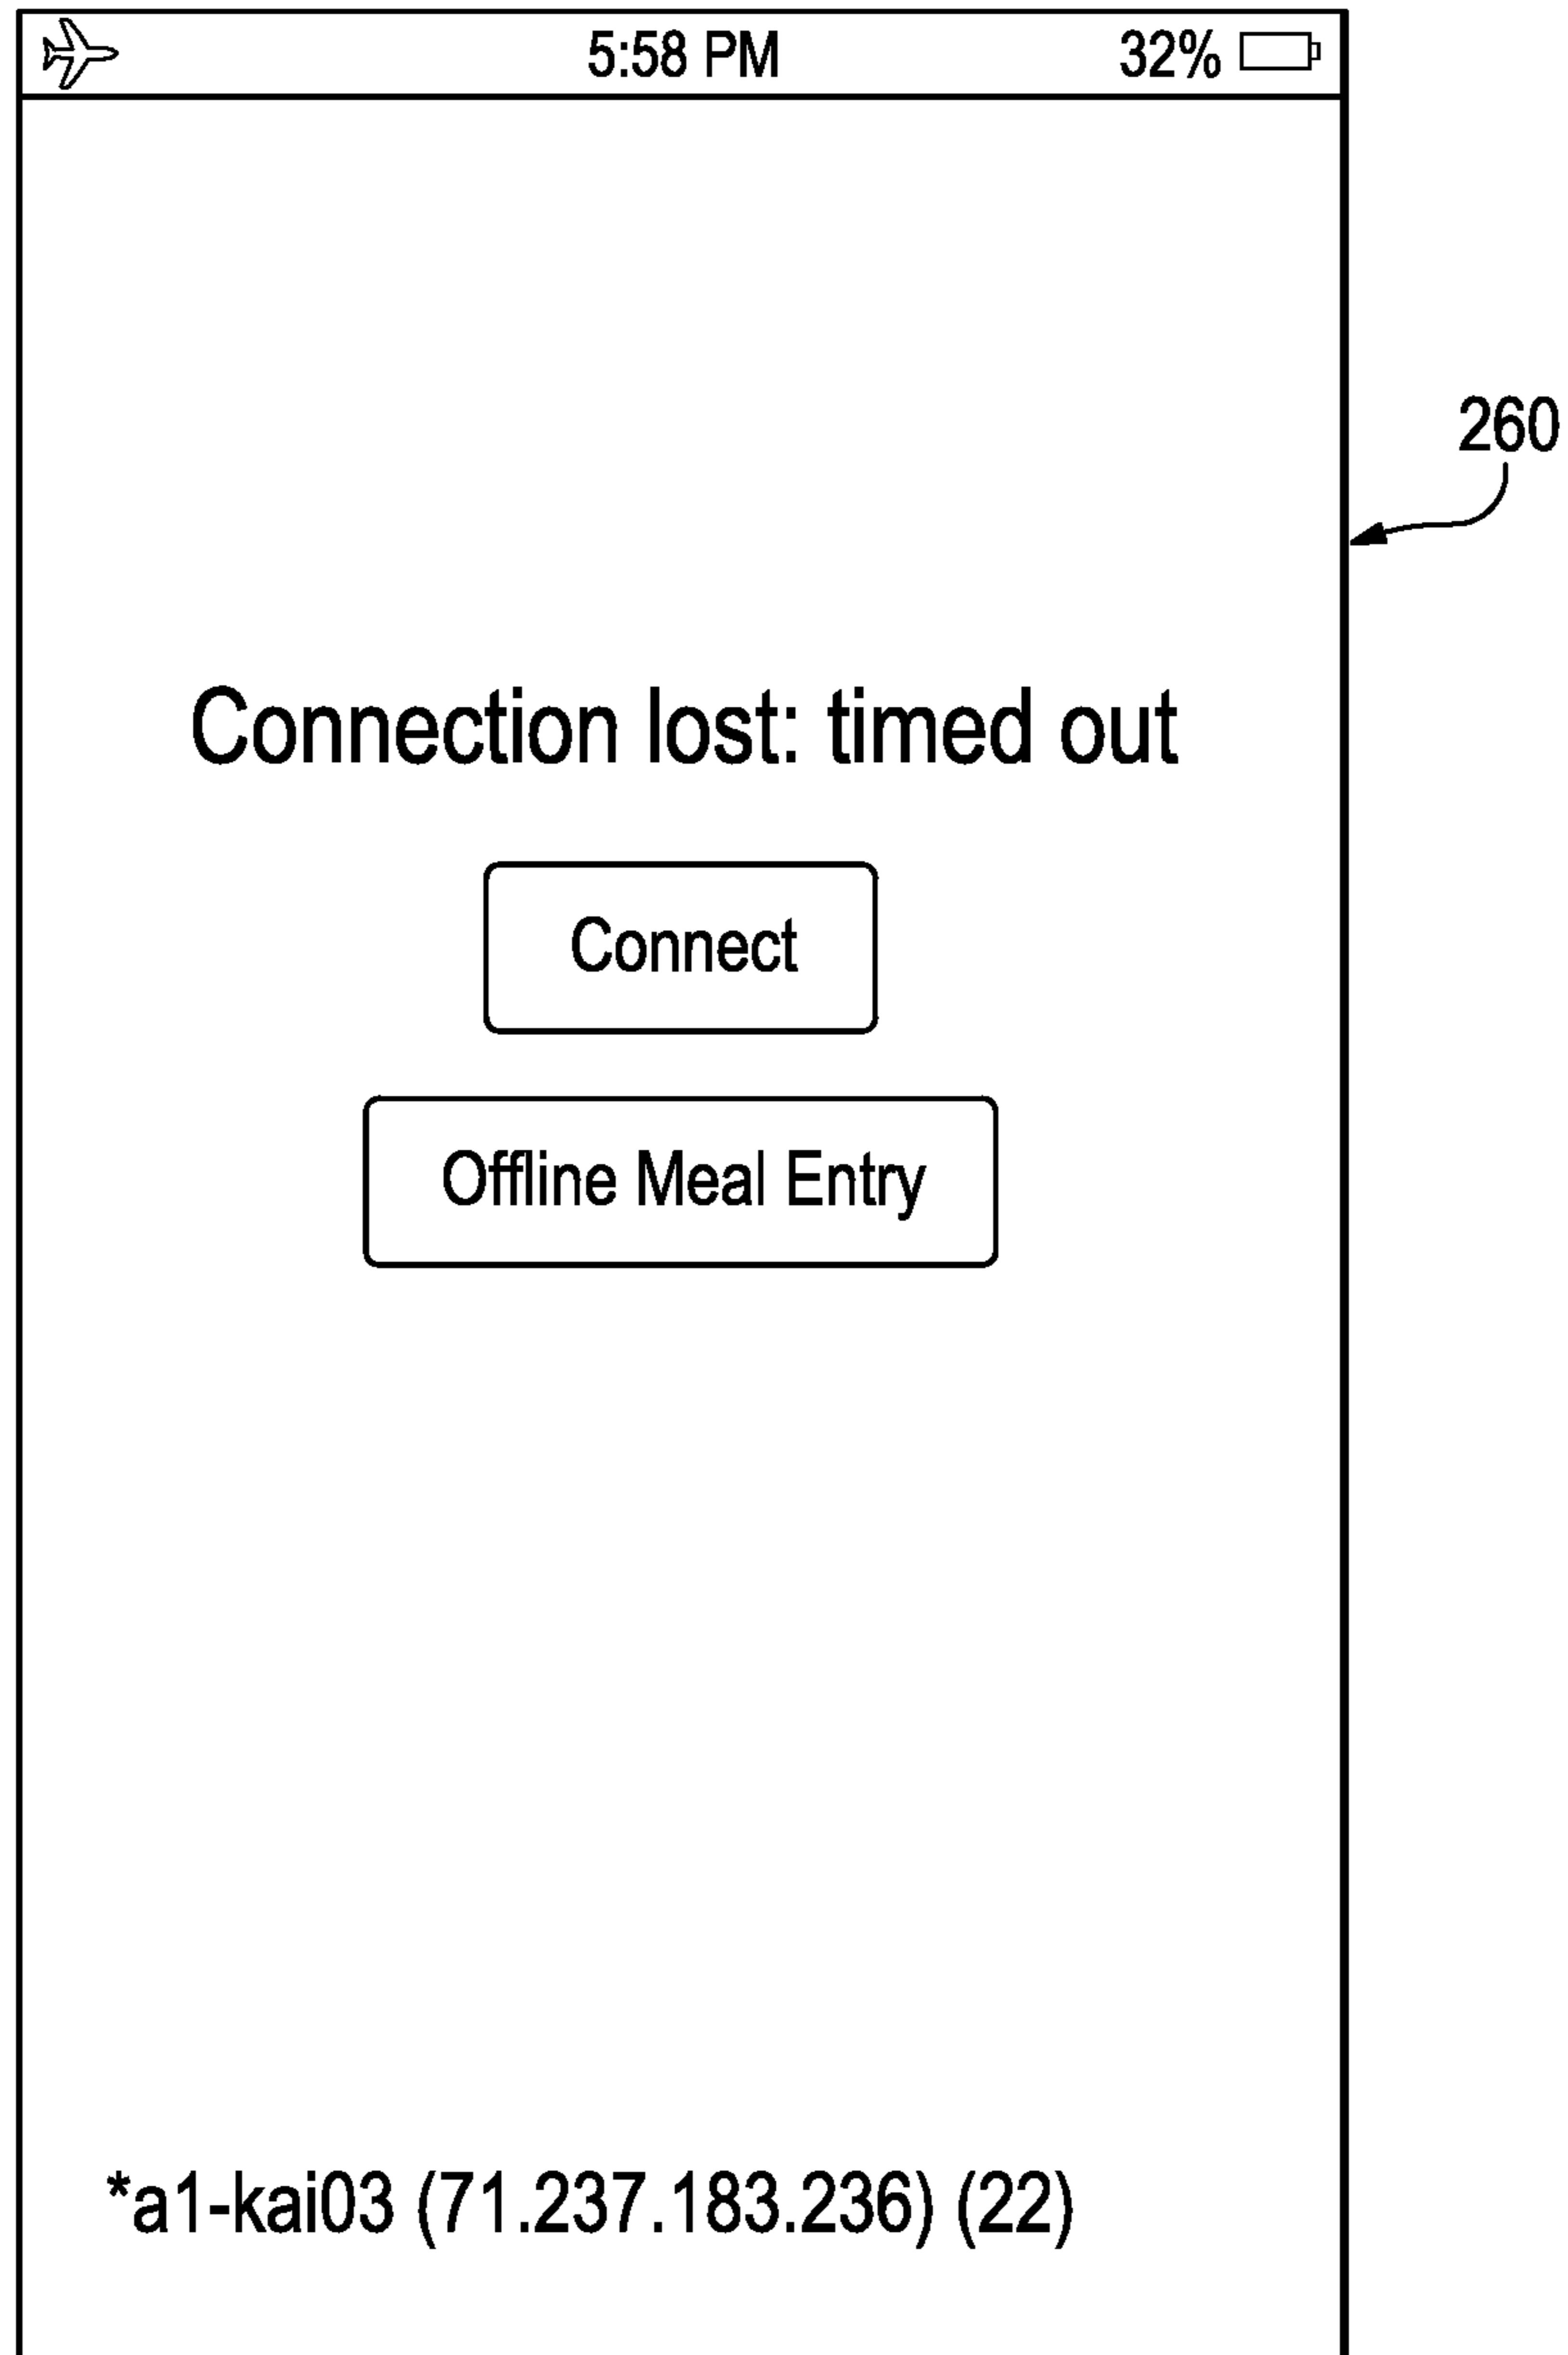 5:58 PM 32%
260
Connection lost: timed out
Connect
Offline Meal Entry
*a1-kai03 (71.237.183.236) (22)